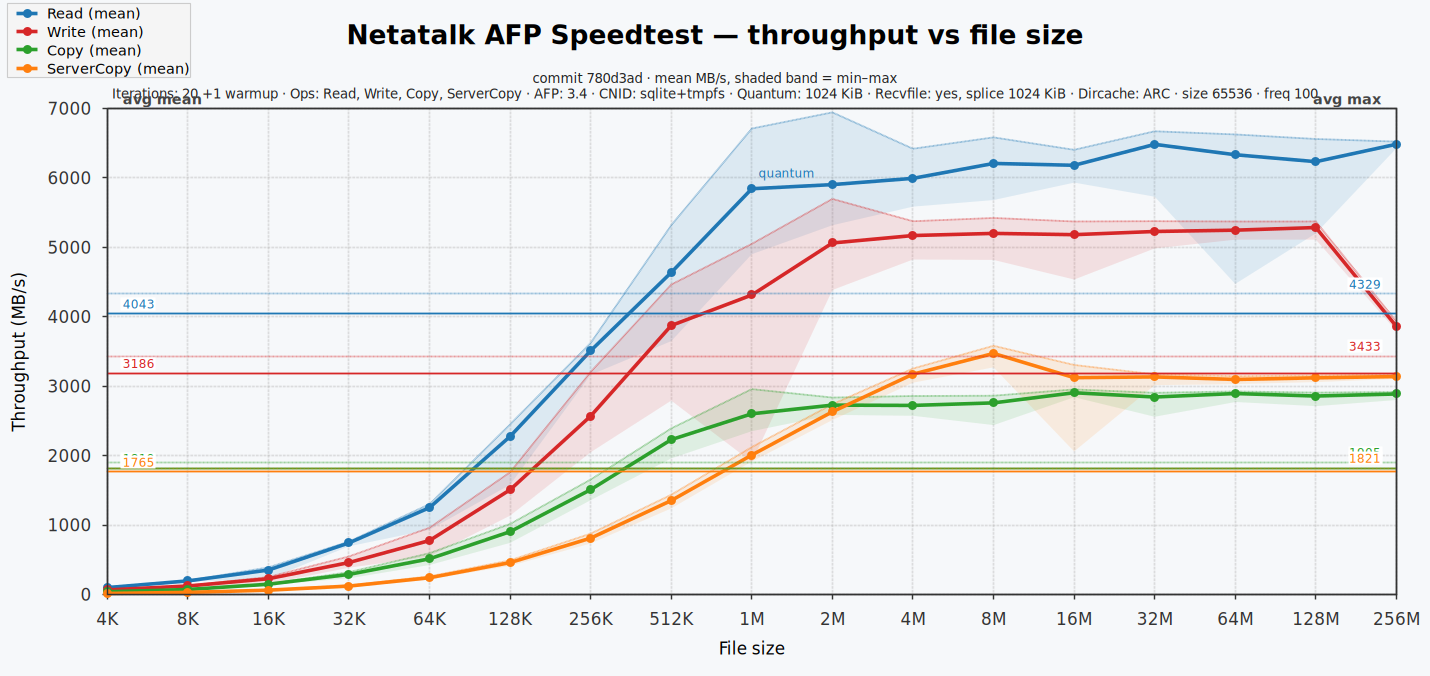 Read (mean)
Write (mean)
Copy (mean)
ServerCopy (mean)
Netatalk AFP Speedtest — throughput vs file size
commit 780d3ad · mean MB/s, shaded band = min–max
Iterations: 20 +1 warmup · Ops: Read, Write, Copy, ServerCopy · AFP: 3.4 · CNID: sqlite+tmpfs · Quantum: 1024 KiB · Recvfile: yes, splice 1024 KiB · Dircache: ARC · size 65536 · freq 100
avg mean
avg max
7000
6000
5000
4000
3000
2000
1000
0
Throughput (MB/s)
quantum
4043
4329
3186
3433
1765
1821
4K 8K 16K 32K 64K 128K 256K 512K 1M 2M 4M 8M 16M 32M 64M 128M 256M
File size